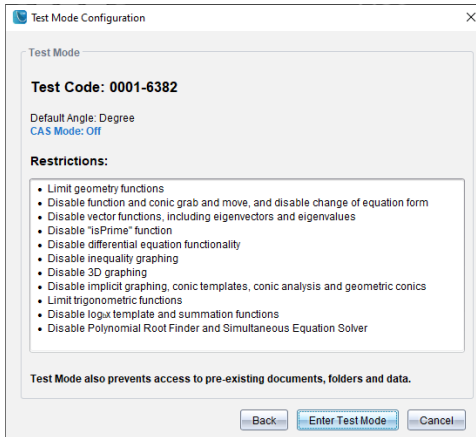 Test Mode Configuration
Test Mode
Test Code: 0001-6382
Default Angle: Degree
CAS Mode: Off
Restrictions:
• Limit geometry functions
• Disable function and conic grab and move, and disable change of equation form
• Disable vector functions, including eigenvectors and eigenvalues
• Disable "isPrime" function
• Disable differential equation functionality
• Disable inequality graphing
• Disable 3D graphing
• Disable implicit graphing, conic templates, conic analysis and geometric conics
• Limit trigonometric functions
• Disable logₐx template and summation functions
• Disable Polynomial Root Finder and Simultaneous Equation Solver
Test Mode also prevents access to pre-existing documents, folders and data.
Back Enter Test Mode Cancel